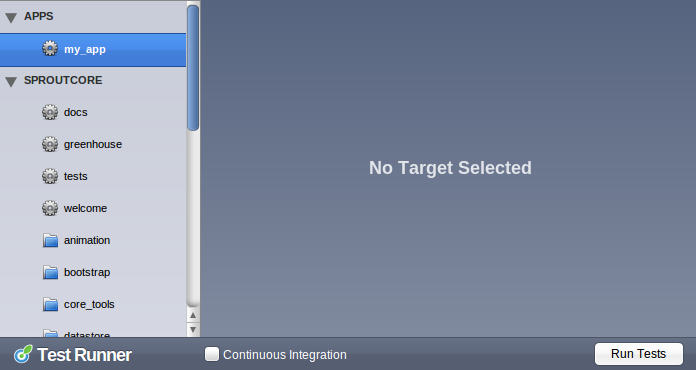 APPS
my_app
SPROUTCORE
docs
greenhouse
tests
welcome
animation
bootstrap
core_tools
datastore
No Target Selected
Test Runner
Continuous Integration
Run Tests